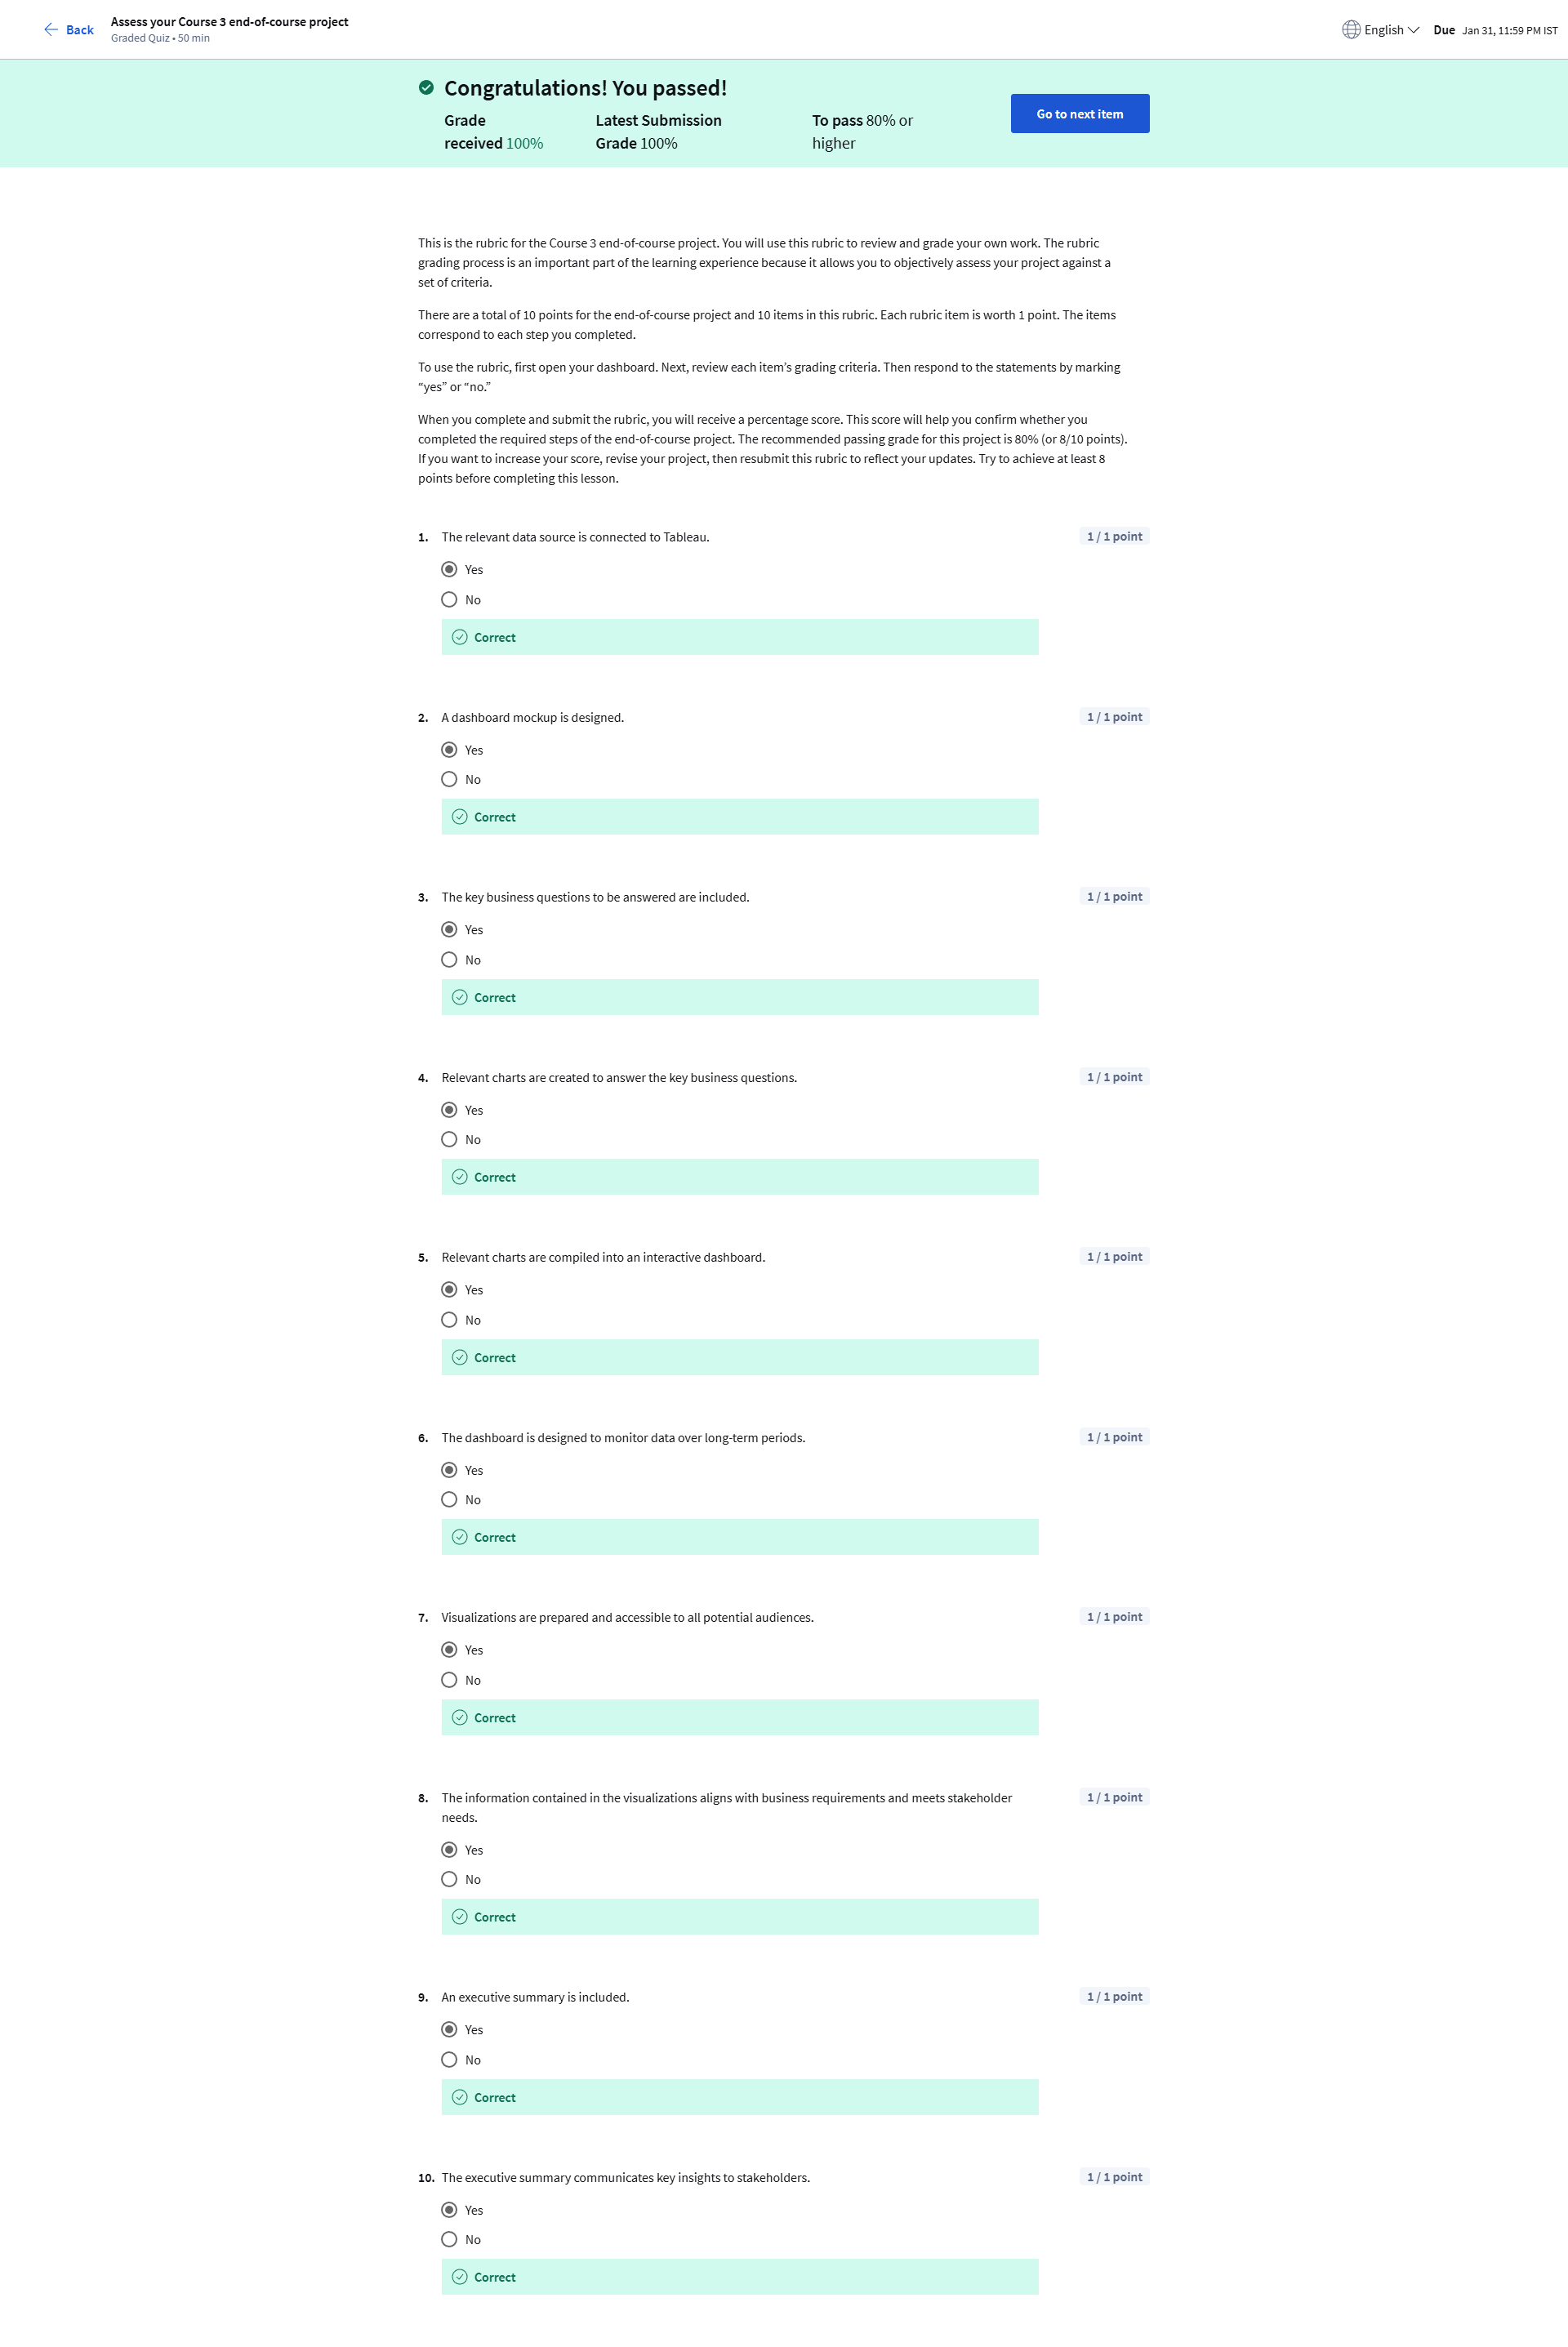 Back
Assess your Course 3 end-of-course project
Graded Quiz • 50 min
English
Due Jan 31, 11:59 PM IST
Congratulations! You passed!
Grade
received 100%
Latest Submission
Grade 100%
To pass 80% or
higher
Go to next item
This is the rubric for the Course 3 end-of-course project. You will use this rubric to review and grade your own work. The rubric
grading process is an important part of the learning experience because it allows you to objectively assess your project against a
set of criteria.
There are a total of 10 points for the end-of-course project and 10 items in this rubric. Each rubric item is worth 1 point. The items
correspond to each step you completed.
To use the rubric, first open your dashboard. Next, review each item’s grading criteria. Then respond to the statements by marking
“yes” or “no.”
When you complete and submit the rubric, you will receive a percentage score. This score will help you confirm whether you
completed the required steps of the end-of-course project. The recommended passing grade for this project is 80% (or 8/10 points).
If you want to increase your score, revise your project, then resubmit this rubric to reflect your updates. Try to achieve at least 8
points before completing this lesson.
1. The relevant data source is connected to Tableau.
1 / 1 point
Yes
No
Correct
2. A dashboard mockup is designed.
1 / 1 point
Yes
No
Correct
3. The key business questions to be answered are included.
1 / 1 point
Yes
No
Correct
4. Relevant charts are created to answer the key business questions.
1 / 1 point
Yes
No
Correct
5. Relevant charts are compiled into an interactive dashboard.
1 / 1 point
Yes
No
Correct
6. The dashboard is designed to monitor data over long-term periods.
1 / 1 point
Yes
No
Correct
7. Visualizations are prepared and accessible to all potential audiences.
1 / 1 point
Yes
No
Correct
8. The information contained in the visualizations aligns with business requirements and meets stakeholder
needs.
1 / 1 point
Yes
No
Correct
9. An executive summary is included.
1 / 1 point
Yes
No
Correct
10. The executive summary communicates key insights to stakeholders.
1 / 1 point
Yes
No
Correct